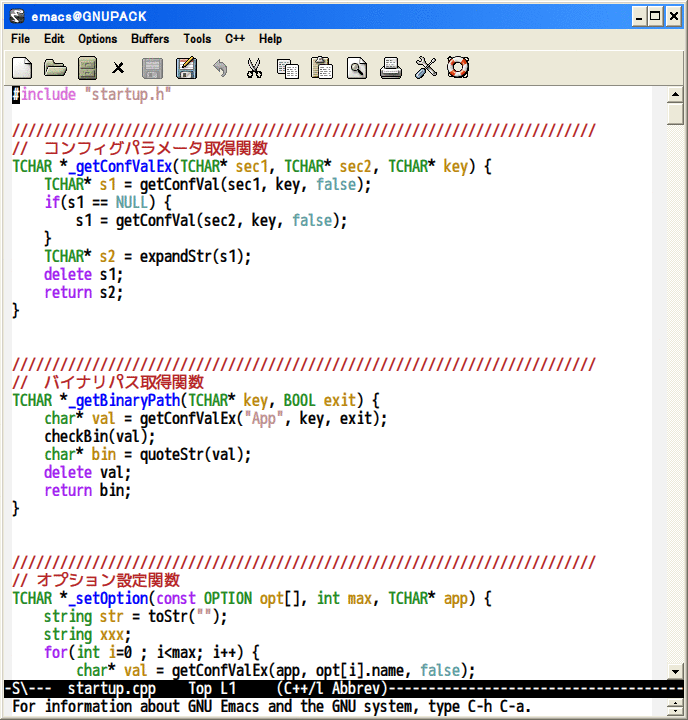 emacs@GNUPACK
File Edit Options Buffers Tools C++ Help
#include "startup.h"
/////////////////////////////////////////////////////////////////////////
//  コンフィグパラメータ取得関数
TCHAR *_getConfValEx(TCHAR* sec1, TCHAR* sec2, TCHAR* key) {
    TCHAR* s1 = getConfVal(sec1, key, false);
    if(s1 == NULL) {
        s1 = getConfVal(sec2, key, false);
    }
    TCHAR* s2 = expandStr(s1);
    delete s1;
    return s2;
}
/////////////////////////////////////////////////////////////////////////
//  バイナリパス取得関数
TCHAR *_getBinaryPath(TCHAR* key, BOOL exit) {
    char* val = getConfValEx("App", key, exit);
    checkBin(val);
    char* bin = quoteStr(val);
    delete val;
    return bin;
}
/////////////////////////////////////////////////////////////////////////
// オプション設定関数
TCHAR *_setOption(const OPTION opt[], int max, TCHAR* app) {
    string str = toStr("");
    string xxx;
    for(int i=0 ; i<max; i++) {
        char* val = getConfValEx(app, opt[i].name, false);
-S\---  startup.cpp    Top L1     (C++/l Abbrev)-------------------------------------
For information about GNU Emacs and the GNU system, type C-h C-a.